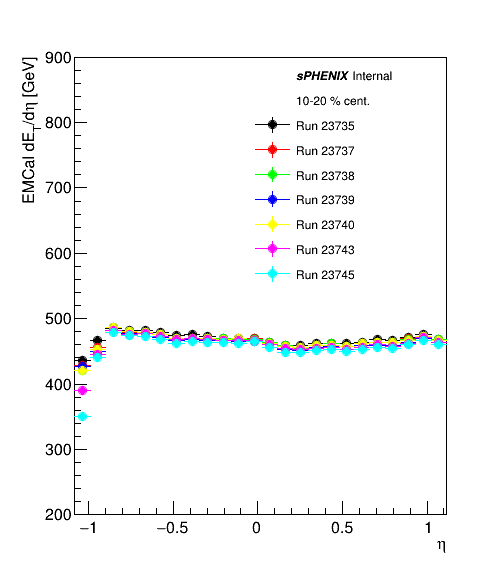 EMCal dE_T/dη [GeV]
900
800
700
600
500
400
300
200
sPHENIX Internal
10-20 % cent.
Run 23735
Run 23737
Run 23738
Run 23739
Run 23740
Run 23743
Run 23745
−1 −0.5 0 0.5 1
η